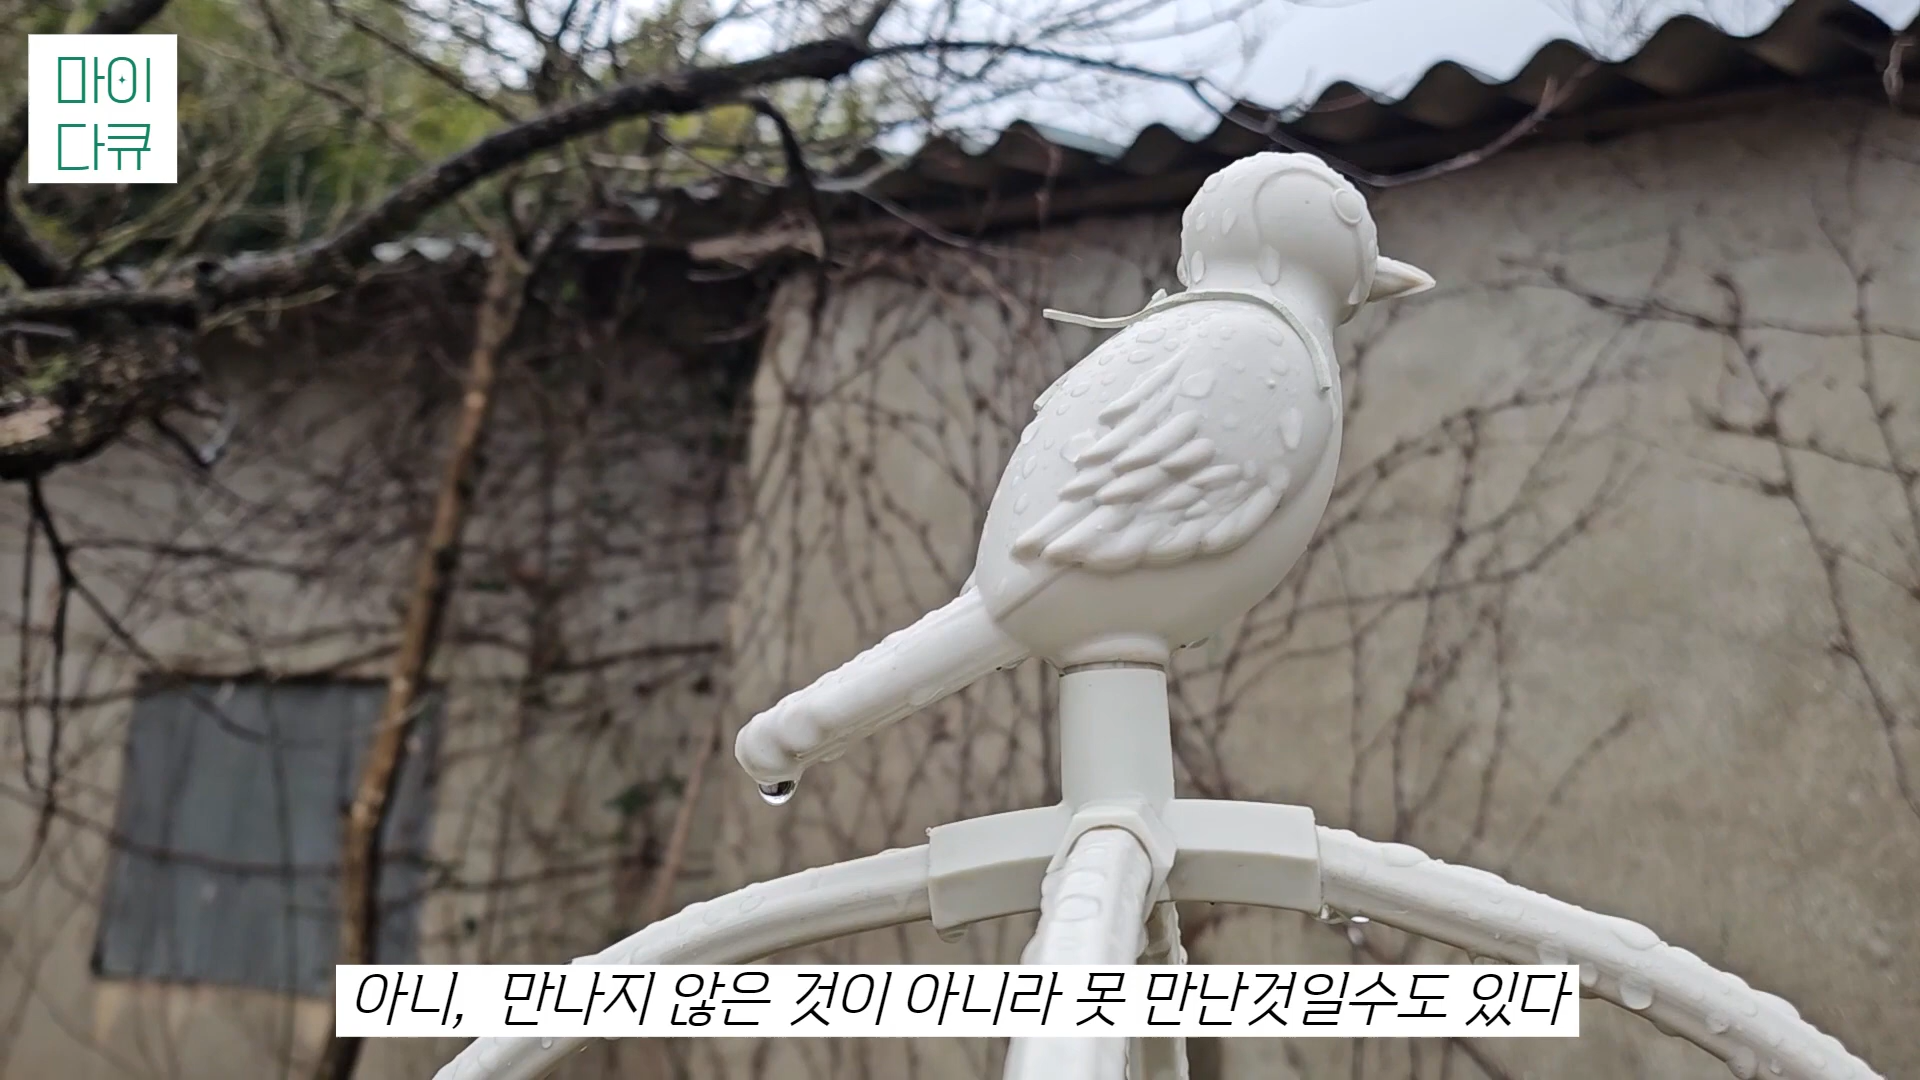 마이
다큐
아니, 만나지 않은 것이 아니라 못 만난것일수도 있다